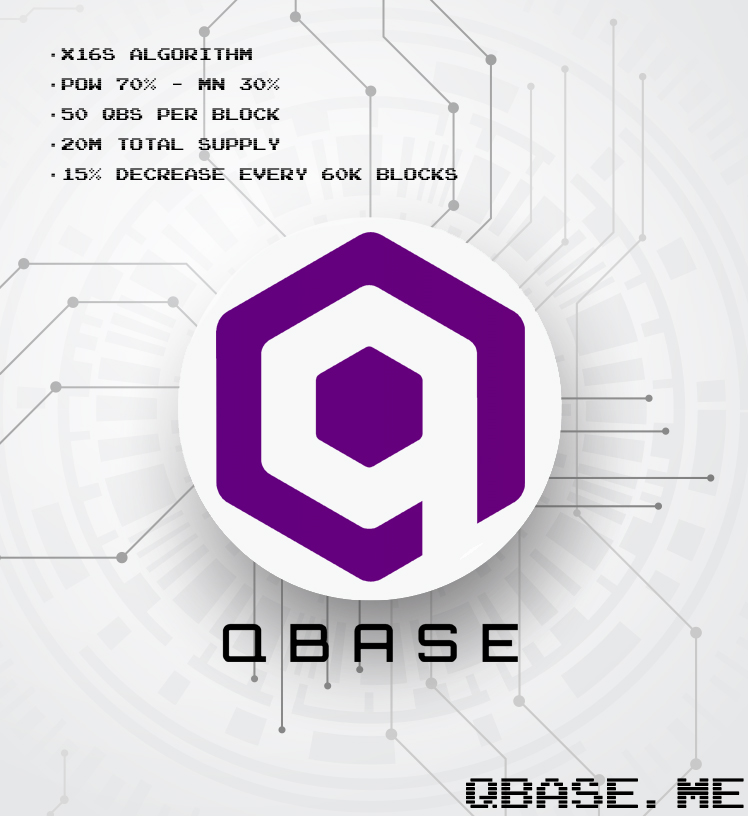 ·X16S ALGORITHM
·POW 70% - MN 30%
·50 QBS PER BLOCK
·20M TOTAL SUPPLY
·15% DECREASE EVERY 60K BLOCKS
q
QBASE
QBASE.ME